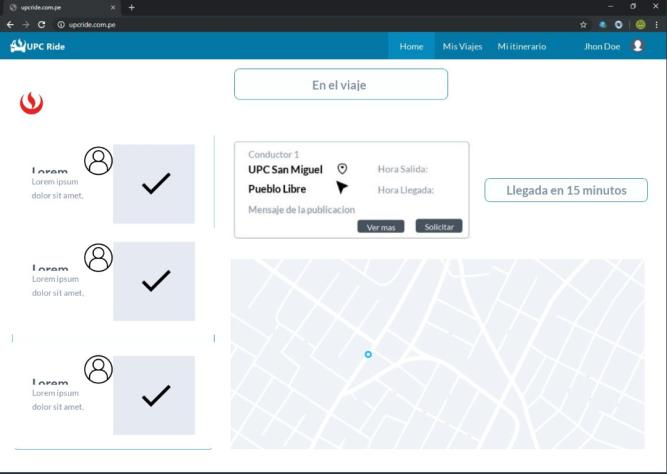 upcride.com.pe
upcride.com.pe
UPC Ride
Home
Mis Viajes
Mi itinerario
Jhon Doe
En el viaje
Lorem
Lorem ipsum
dolor sit amet,
Conductor 1
UPC San Miguel
Hora Salida:
Pueblo Libre
Hora Llegada:
Mensaje de la publicacion
Ver mas
Solicitar
Llegada en 15 minutos
Lorem
Lorem ipsum
dolor sit amet,
Lorem
Lorem ipsum
dolor sit amet,